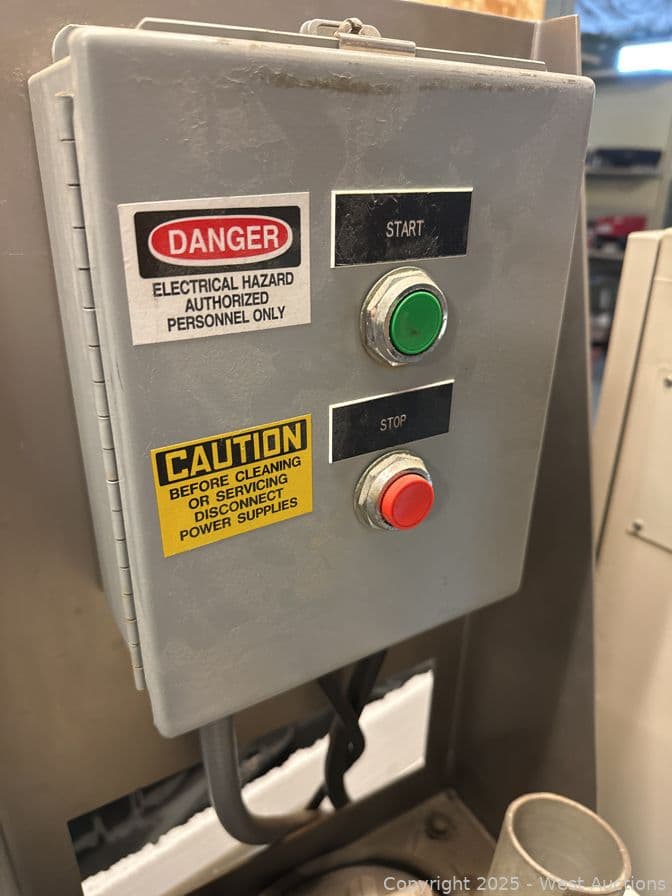 DANGER
ELECTRICAL HAZARD
AUTHORIZED
PERSONNEL ONLY
START
CAUTION
BEFORE CLEANING
OR SERVICING
DISCONNECT
POWER SUPPLIES
STOP
Copyright 2025 - West Auctions